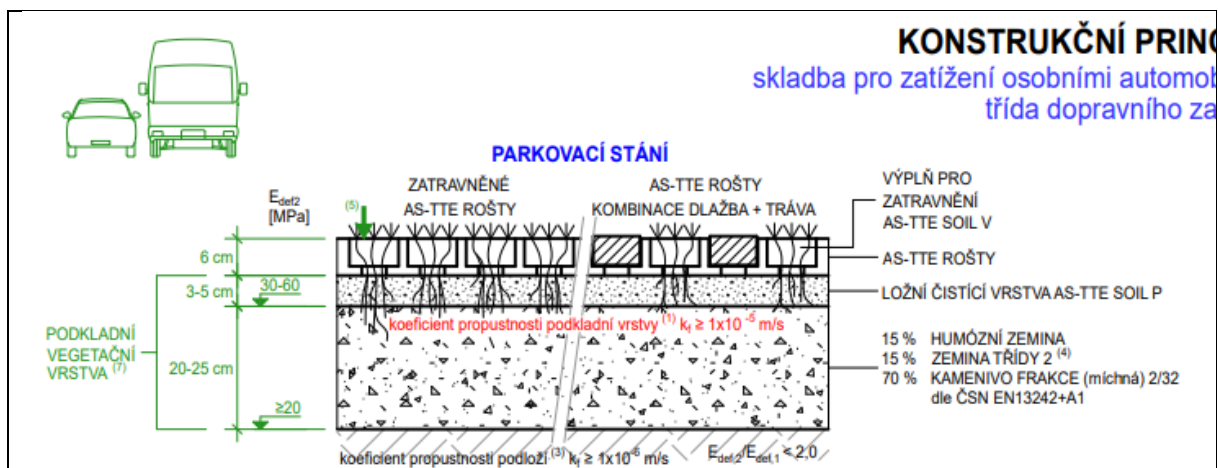 KONSTRUKČNÍ PRINC
skladba pro zatížení osobními automob
třída dopravního za
PARKOVACÍ STÁNÍ
E def2
[MPa]
(5)
ZATRAVNĚNÉ
AS-TTE ROŠTY
AS-TTE ROŠTY
KOMBINACE DLAŽBA + TRÁVA
VÝPLŇ PRO
ZATRAVNĚNÍ
AS-TTE SOIL V
6 cm
AS-TTE ROŠTY
3-5 cm
30-60
LOŽNÍ ČISTÍCÍ VRSTVA AS-TTE SOIL P
koeficient propustnosti podkladní vrstvy (1) kf ≥ 1x10 -5 m/s
PODKLADNÍ
VEGETAČNÍ
VRSTVA (7)
20-25 cm
15 % HUMÓZNÍ ZEMINA
15 % ZEMINA TŘÍDY 2 (4)
70 % KAMENIVO FRAKCE (míchná) 2/32
dle ČSN EN13242+A1
≥20
koeficient propustnosti podloží (3) kf ≥ 1x10-6 m/s
Edef,2/Edef,1 < 2,0